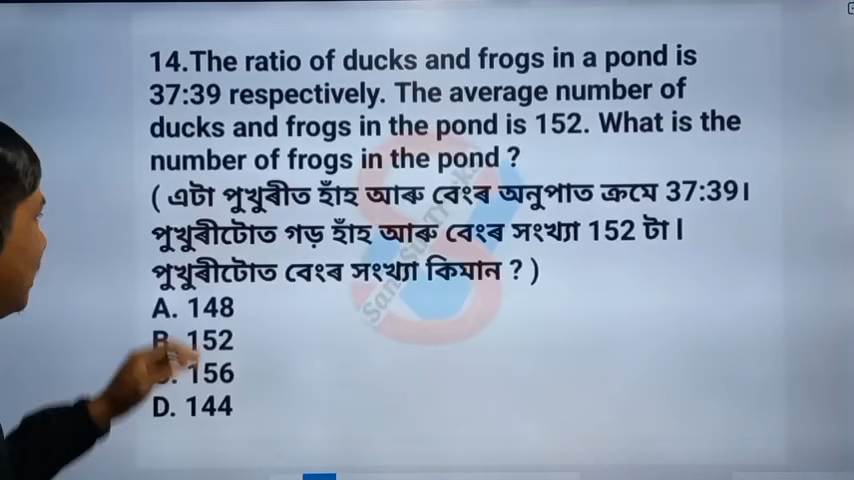 14.The ratio of ducks and frogs in a pond is
37:39 respectively. The average number of
ducks and frogs in the pond is 152. What is the
number of frogs in the pond ?
( এটা পুখুৰীত হাঁহ আৰু বেংৰ অনুপাত ক্ৰমে 37:39।
পুখুৰীটোত গড় হাঁহ আৰু বেংৰ সংখ্যা 152 টা।
পুখুৰীটোত বেংৰ সংখ্যা কিমান ? )
A. 148
B. 152
C. 156
D. 144